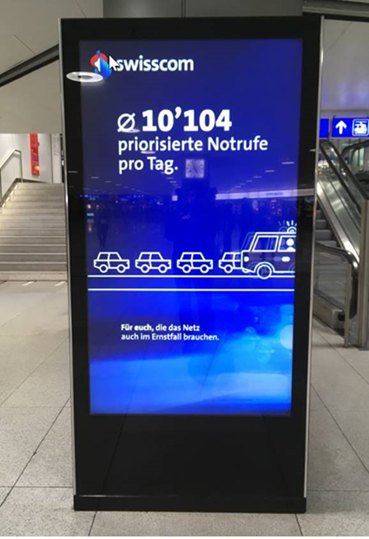 swisscom
⌀ 10'104
priorisierte Notrufe
pro Tag.
Für euch, die das Netz
auch im Ernstfall brauchen.